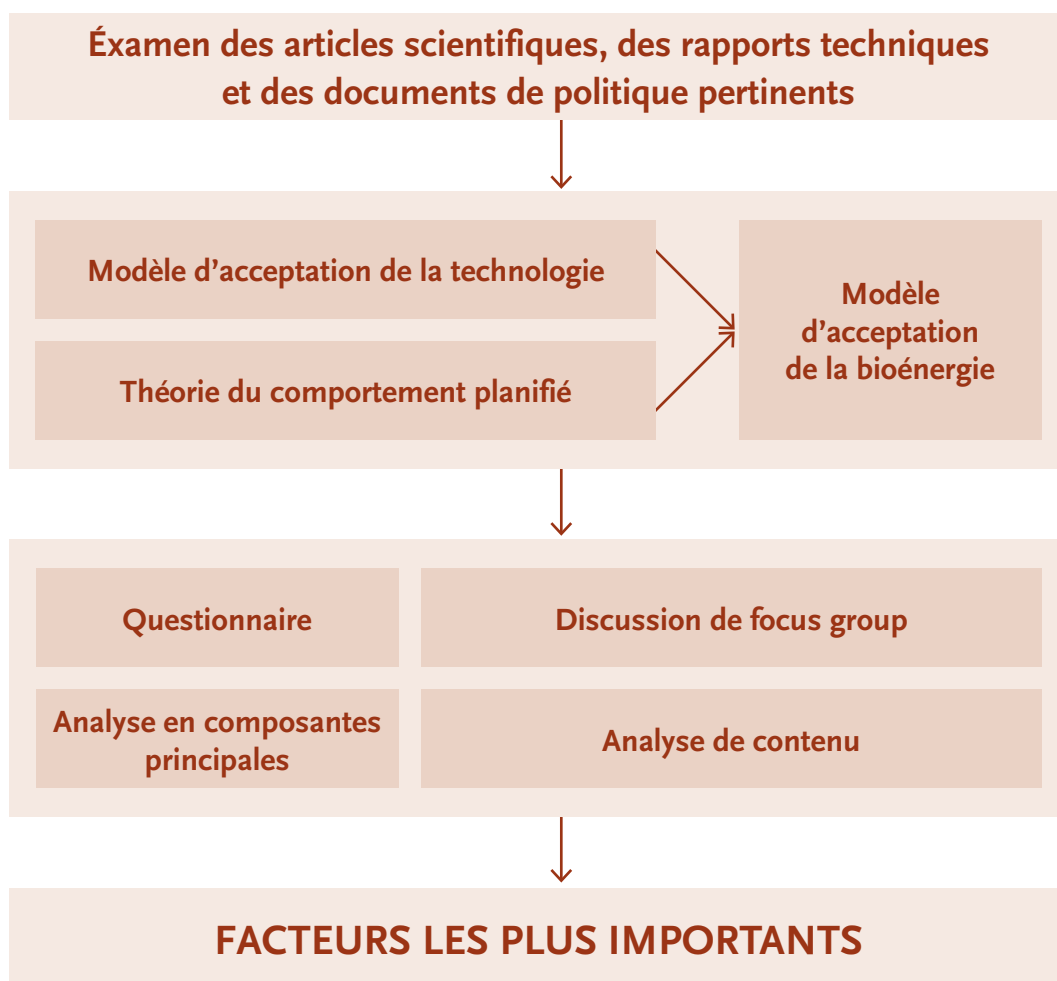 Éxamen des articles scientifiques, des rapports techniques
et des documents de politique pertinents
Modèle d’acceptation de la technologie
Théorie du comportement planifié
Modèle
d’acceptation
de la bioénergie
Questionnaire
Discussion de focus group
Analyse en composantes
principales
Analyse de contenu
FACTEURS LES PLUS IMPORTANTS